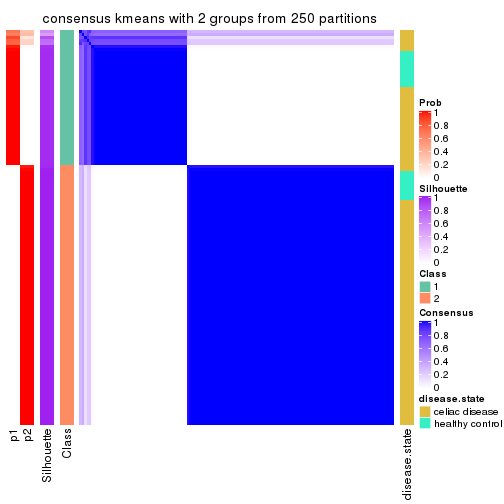 consensus kmeans with 2 groups from 250 partitions
Prob
1
0.8
0.6
0.4
0.2
0
Silhouette
1
0.8
0.6
0.4
0.2
0
Class
1
2
Consensus
1
0.8
0.6
0.4
0.2
0
disease.state
celiac disease
healthy control
p1
p2
Silhouette
Class
disease.state